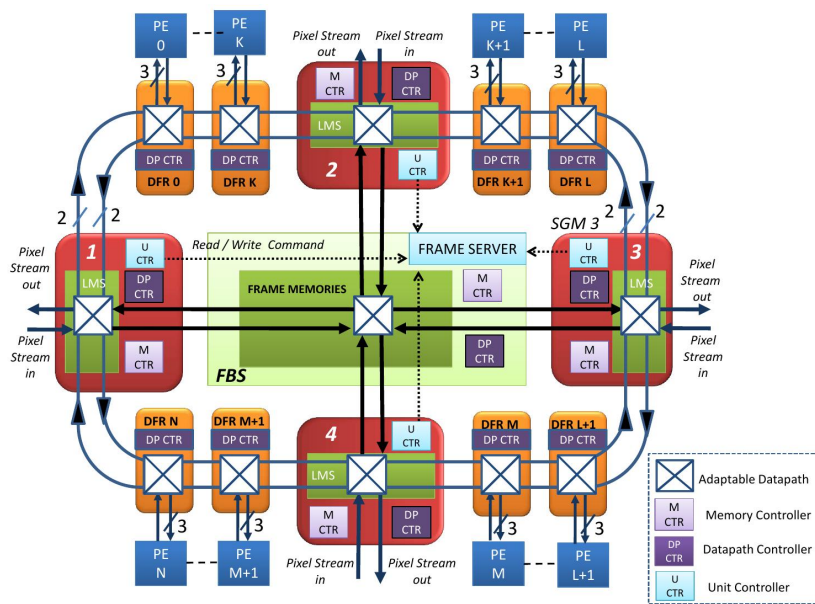 PE
0
PE
K
Pixel Stream
out
Pixel Stream
in
PE
K+1
PE
L
3
3
3
3
M
CTR
DP
CTR
LMS
2
U
CTR
DP CTR
DFR 0
DP CTR
DFR K
DP CTR
DFR K+1
DP CTR
DFR L
2
2
2
2
SGM 3
1
U
CTR
Read / Write Command
FRAME SERVER
U
CTR
3
Pixel
Stream
out
LMS
DP
CTR
FRAME MEMORIES
M
CTR
DP
CTR
LMS
Pixel
Stream
out
Pixel
Stream
in
M
CTR
FBS
DP
CTR
M
CTR
Pixel
Stream
in
DFR N
DP CTR
DFR M+1
DP CTR
4
U
CTR
DFR M
DP CTR
DFR L+1
DP CTR
LMS
M
CTR
DP
CTR
3
3
3
3
PE
N
PE
M+1
Pixel Stream
in
Pixel Stream
out
PE
M
PE
L+1
Adaptable Datapath
M
CTR
Memory Controller
DP
CTR
Datapath Controller
U
CTR
Unit Controller